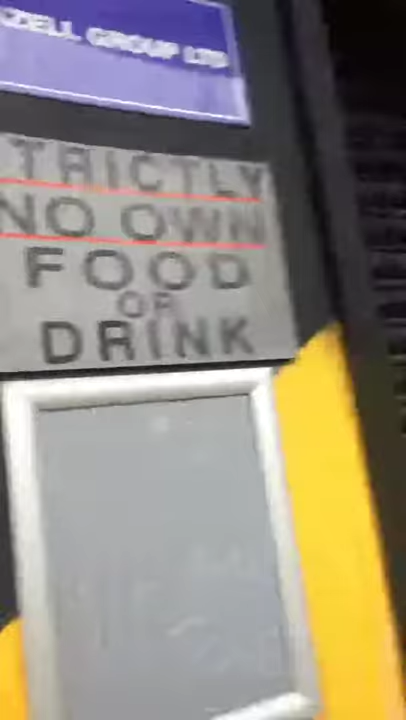 ZELL GROUP LTD
TRICTLY
NO OWN
FOOD
OR
DRINK